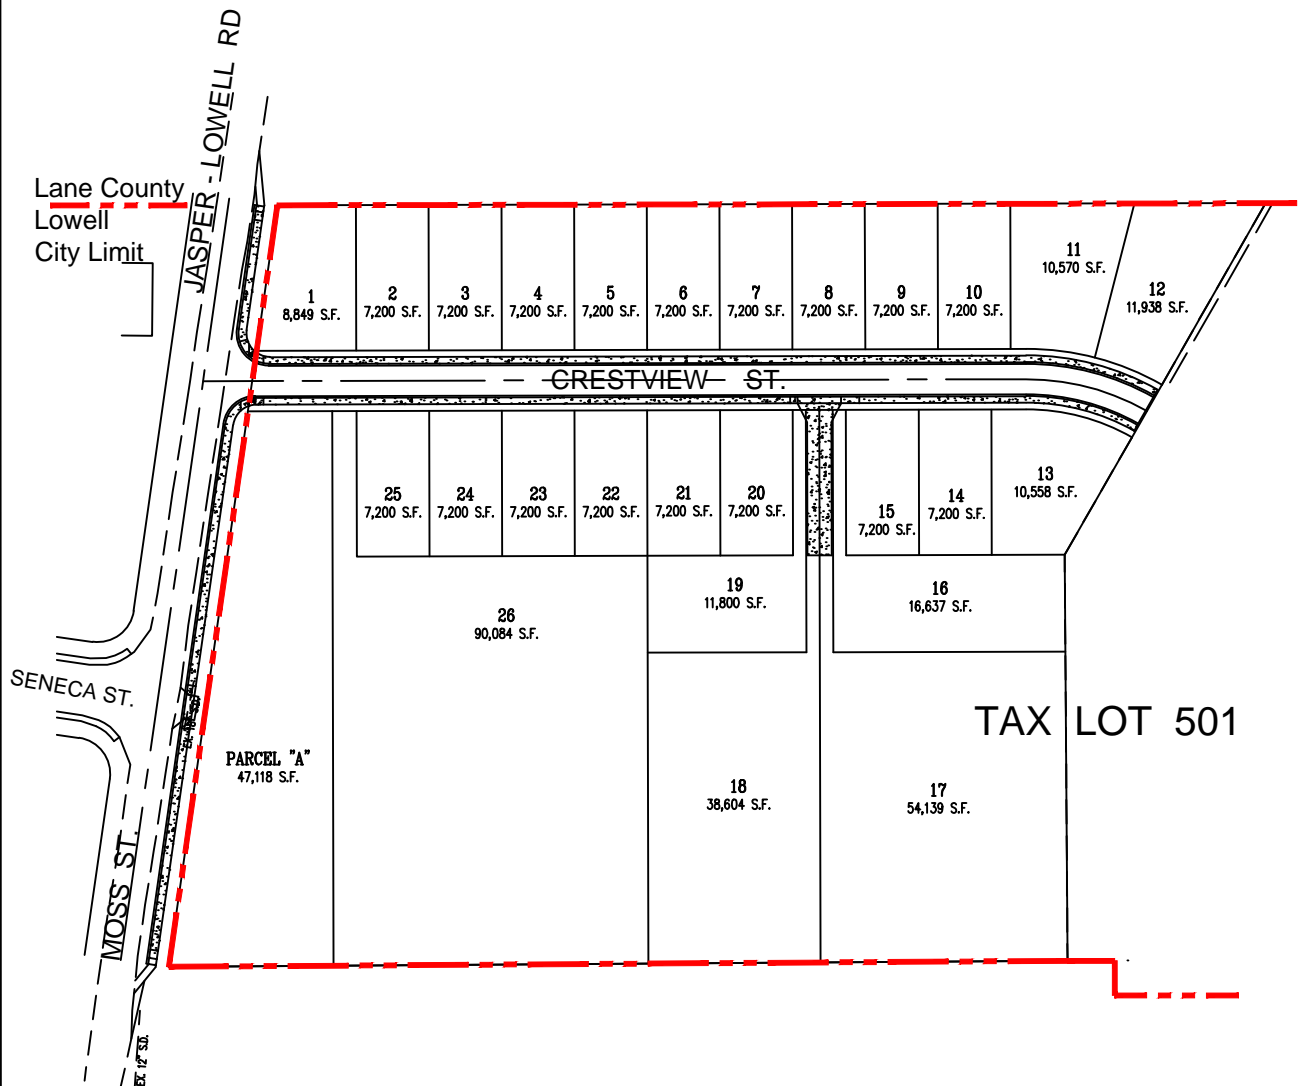 JASPER - LOWELL RD
Lane County
Lowell
City Limit
1
8,849 S.F.
2
7,200 S.F.
3
7,200 S.F.
4
7,200 S.F.
5
7,200 S.F.
6
7,200 S.F.
7
7,200 S.F.
8
7,200 S.F.
9
7,200 S.F.
10
7,200 S.F.
11
10,570 S.F.
12
11,938 S.F.
CRESTVIEW ST.
25
7,200 S.F.
24
7,200 S.F.
23
7,200 S.F.
22
7,200 S.F.
21
7,200 S.F.
20
7,200 S.F.
15
7,200 S.F.
14
7,200 S.F.
13
10,558 S.F.
26
90,084 S.F.
19
11,800 S.F.
16
16,637 S.F.
SENECA ST.
PARCEL "A"
47,118 S.F.
18
38,604 S.F.
17
54,139 S.F.
TAX LOT 501
MOSS ST.
EX. 12" S.D.